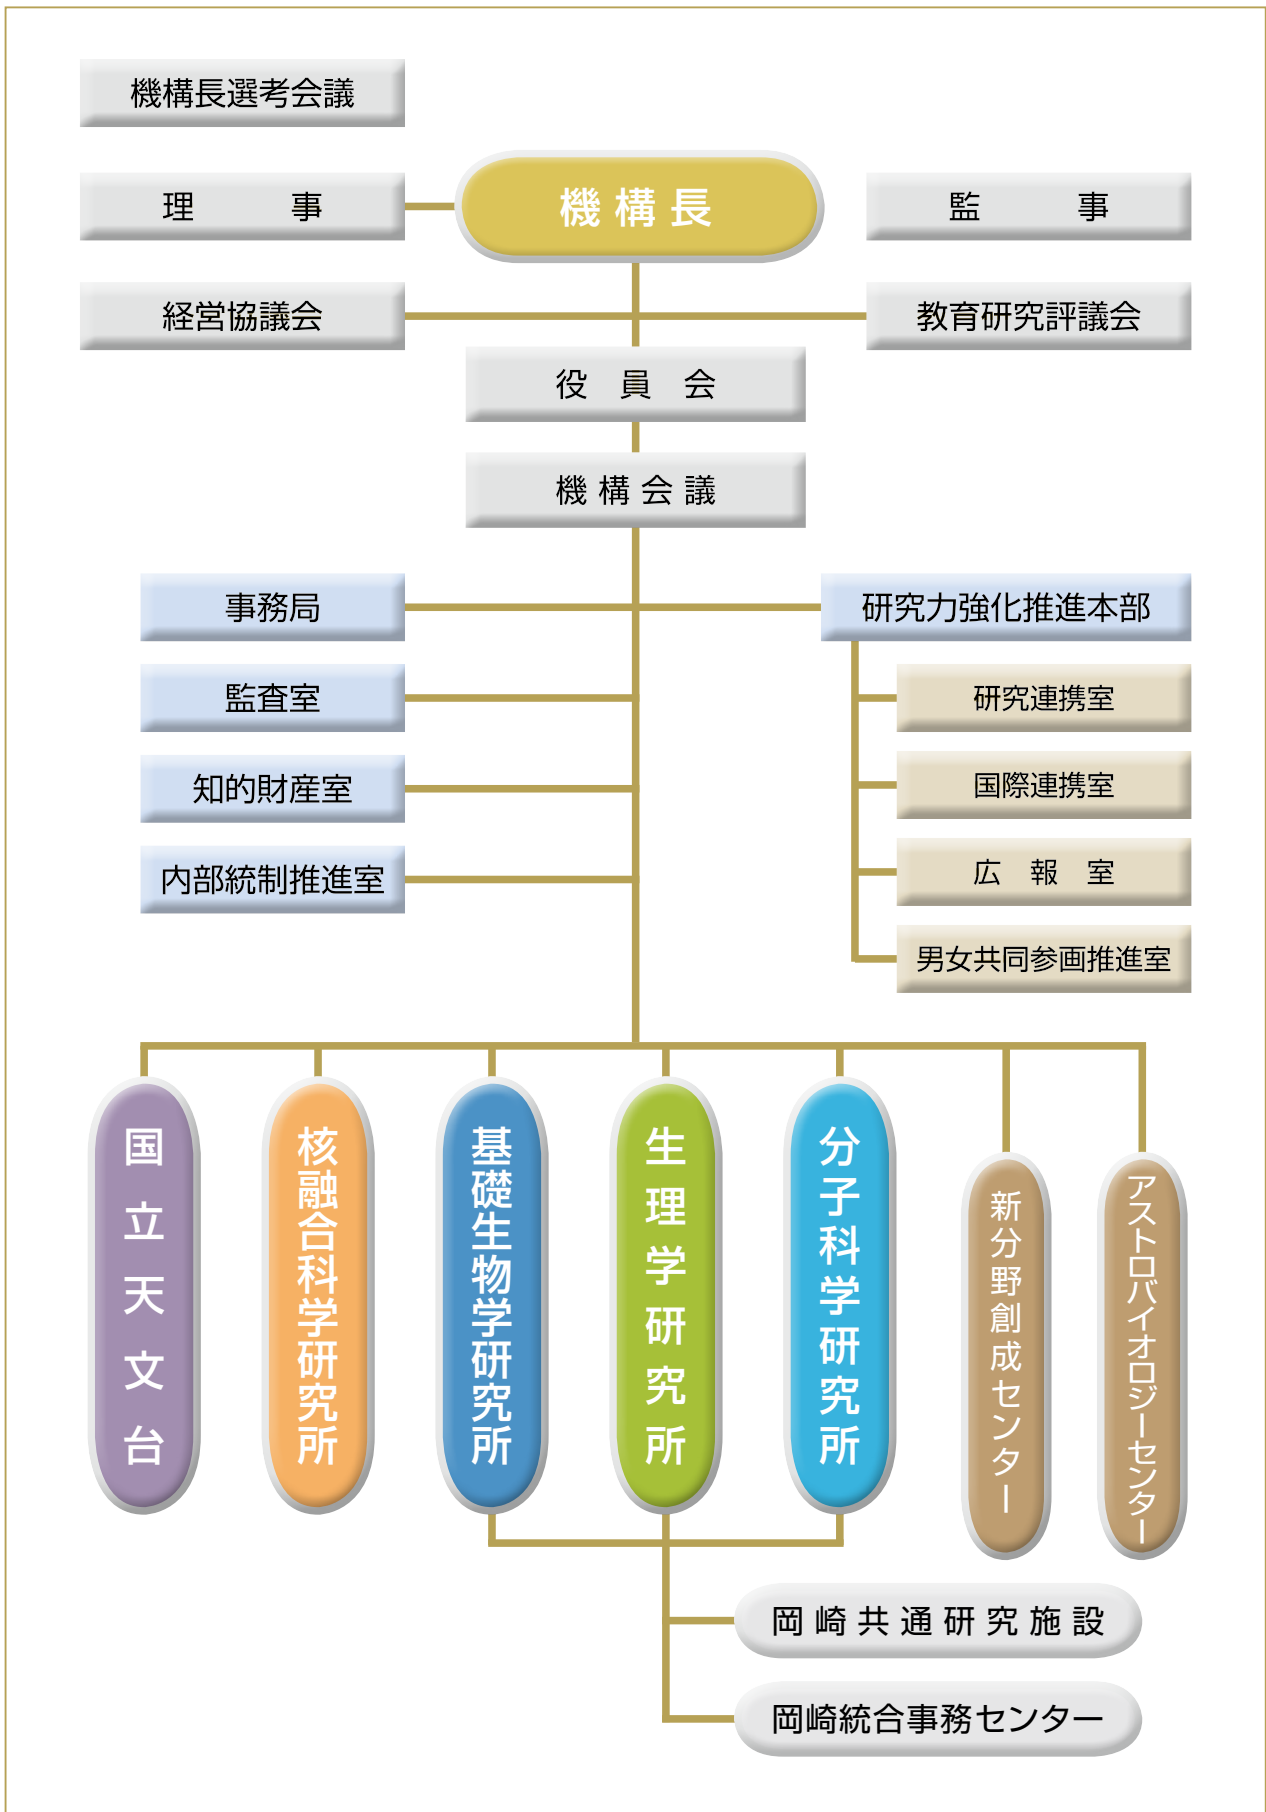 機構長選考会議
理事
機構長
監事
経営協議会
教育研究評議会
役員会
機構会議
事務局
研究力強化推進本部
監査室
研究連携室
知的財産室
国際連携室
内部統制推進室
広報室
男女共同参画推進室
国立天文台
核融合科学研究所
基礎生物学研究所
生理学研究所
分子科学研究所
新分野創成センター
アストロバイオロジーセンター
岡崎共通研究施設
岡崎統合事務センター